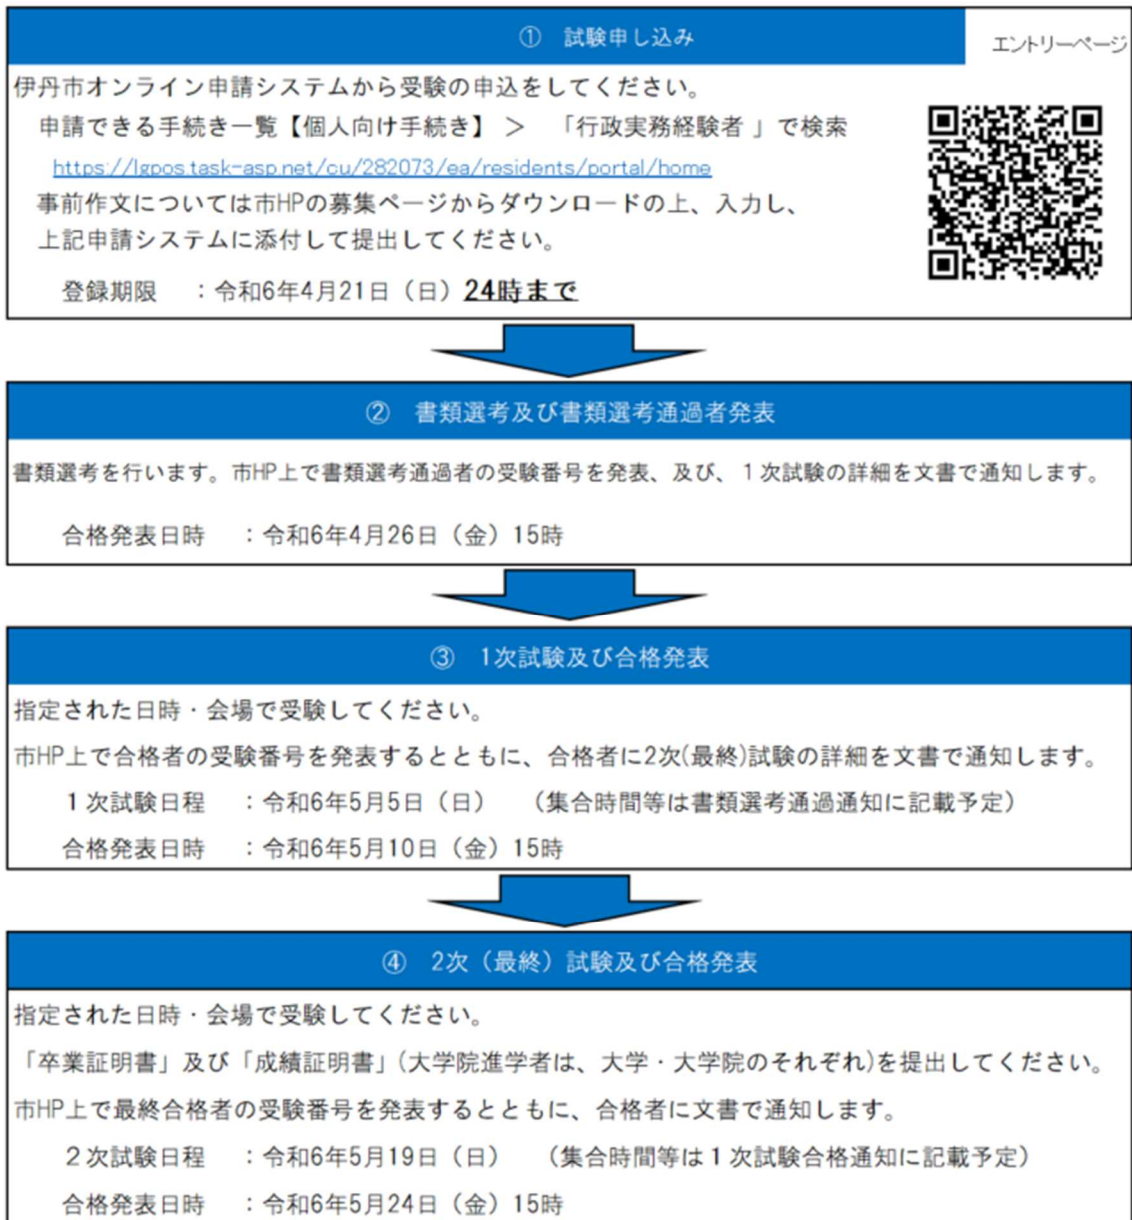 ① 試験申し込み
エントリーページ
伊丹市オンライン申請システムから受験の申込をしてください。
申請できる手続き一覧【個人向け手続き】 ＞ 「行政実務経験者 」で検索
https://lgpos.task-asp.net/cu/282073/ea/residents/portal/home
事前作文については市HPの募集ページからダウンロードの上、入力し、
上記申請システムに添付して提出してください。
登録期限 ：令和6年4月21日（日）24時まで
② 書類選考及び書類選考通過者発表
書類選考を行います。市HP上で書類選考通過者の受験番号を発表、及び、１次試験の詳細を文書で通知します。
合格発表日時 ：令和6年4月26日（金）15時
③ 1次試験及び合格発表
指定された日時・会場で受験してください。
市HP上で合格者の受験番号を発表するとともに、合格者に2次(最終)試験の詳細を文書で通知します。
１次試験日程 ：令和6年5月5日（日） （集合時間等は書類選考通過通知に記載予定）
合格発表日時 ：令和6年5月10日（金）15時
④ 2次（最終）試験及び合格発表
指定された日時・会場で受験してください。
「卒業証明書」及び「成績証明書」(大学院進学者は、大学・大学院のそれぞれ)を提出してください。
市HP上で最終合格者の受験番号を発表するとともに、合格者に文書で通知します。
２次試験日程 ：令和6年5月19日（日） （集合時間等は１次試験合格通知に記載予定）
合格発表日時 ：令和6年5月24日（金）15時